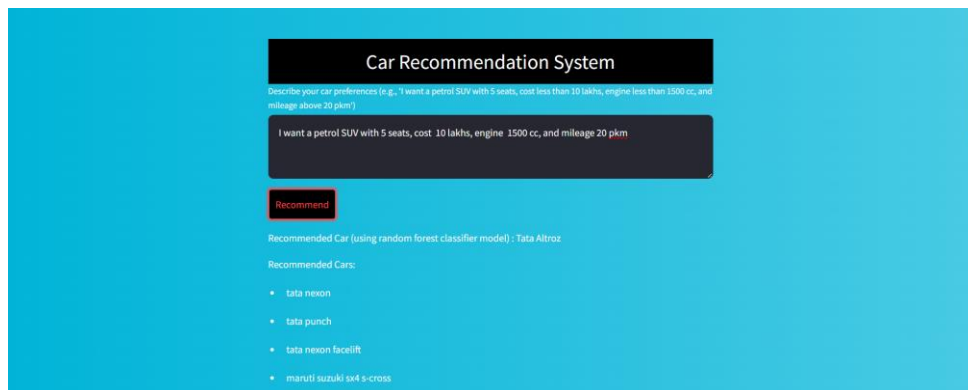 Car Recommendation System
Describe your car preferences (e.g., 'I want a petrol SUV with 5 seats, cost less than 10 lakhs, engine less than 1500 cc, and
mileage above 20 pkm')
I want a petrol SUV with 5 seats, cost 10 lakhs, engine 1500 cc, and mileage 20 pkm
Recommend
Recommended Car (using random forest classifier model) : Tata Altroz
Recommended Cars:
• tata nexon
• tata punch
• tata nexon facelift
• maruti suzuki sx4 s-cross